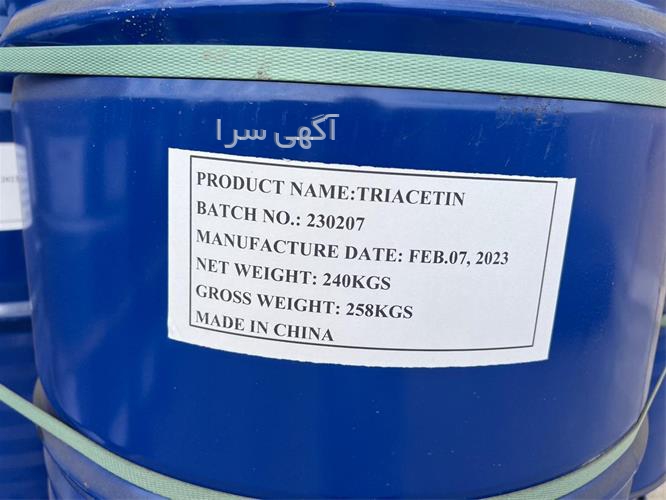 آگهی سرا
PRODUCT NAME:TRIACETIN
BATCH NO.: 230207
MANUFACTURE DATE: FEB.07, 2023
NET WEIGHT: 240KGS
GROSS WEIGHT: 258KGS
MADE IN CHINA